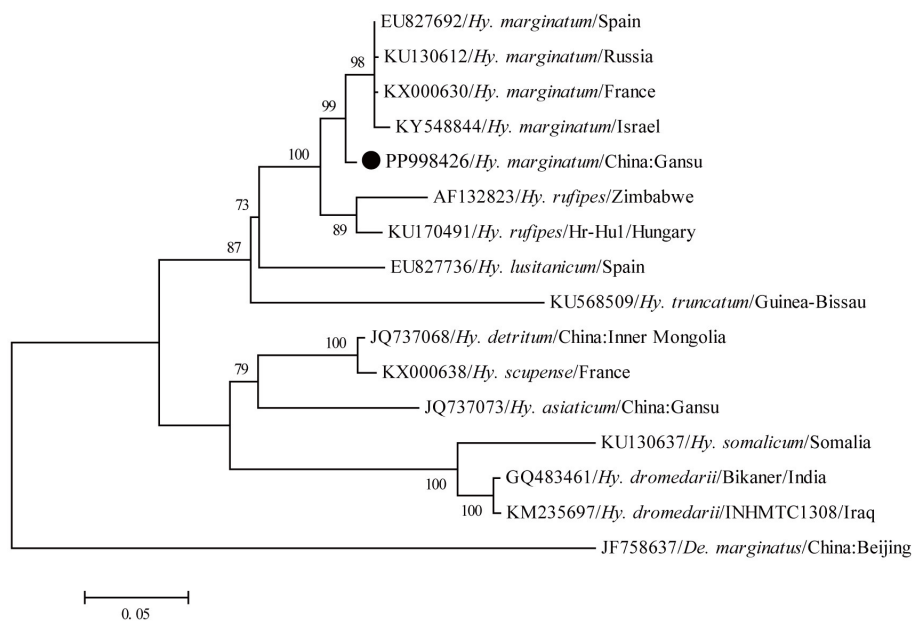 EU827692/Hy. marginatum/Spain
98
KU130612/Hy. marginatum/Russia
KX000630/Hy. marginatum/France
99
KY548844/Hy. marginatum/Israel
100
PP998426/Hy. marginatum/China:Gansu
AF132823/Hy. rufipes/Zimbabwe
73
89
KU170491/Hy. rufipes/Hr-Hu1/Hungary
87
EU827736/Hy. lusitanicum/Spain
KU568509/Hy. truncatum/Guinea-Bissau
JQ737068/Hy. detritum/China:Inner Mongolia
100
79
KX000638/Hy. scupense/France
JQ737073/Hy. asiaticum/China:Gansu
KU130637/Hy. somalicum/Somalia
100
GQ483461/Hy. dromedarii/Bikaner/India
100
KM235697/Hy. dromedarii/INHMTC1308/Iraq
JF758637/De. marginatus/China:Beijing
0.05